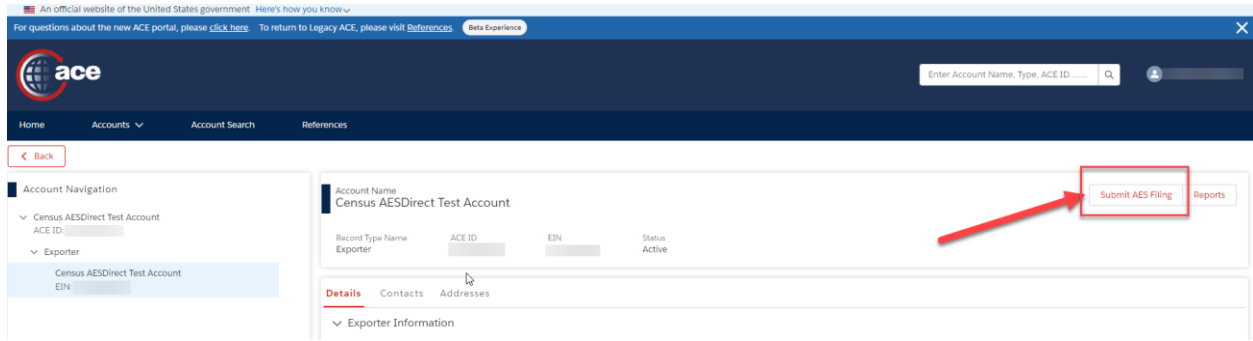 An official website of the United States government Here's how you know
For questions about the new ACE portal, please click here. To return to Legacy ACE, please visit References. Beta Experience
ace
Enter Account Name, Type, ACE ID.......
Home Accounts Account Search References
Back
Account Navigation
Census AESDirect Test Account
ACE ID:
Exporter
Census AESDirect Test Account
EIN:
Account Name
Census AESDirect Test Account
Submit AES Filing Reports
Record Type Name ACE ID EIN Status
Exporter Active
Details Contacts Addresses
Exporter Information